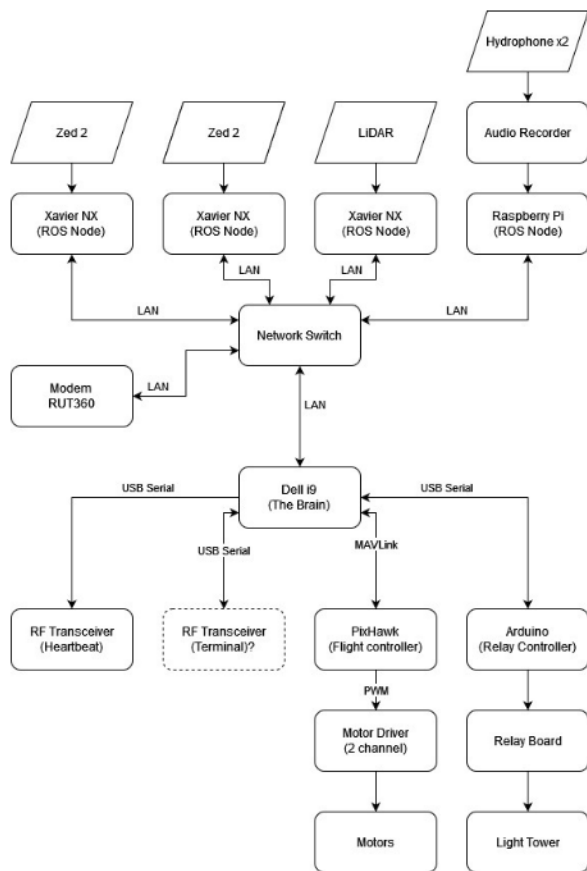 Hydrophone x2
Zed 2
Zed 2
LiDAR
Audio Recorder
Xavier NX
(ROS Node)
Xavier NX
(ROS Node)
Xavier NX
(ROS Node)
Raspberry Pi
(ROS Node)
LAN
LAN
LAN
LAN
Network Switch
Modem
RUT360
LAN
LAN
Dell i9
(The Brain)
USB Serial
USB Serial
USB Serial
MAVLink
RF Transceiver
(Heartbeat)
RF Transceiver
(Terminal)?
PixHawk
(Flight controller)
Arduino
(Relay Controller)
PWM
Motor Driver
(2 channel)
Relay Board
Motors
Light Tower